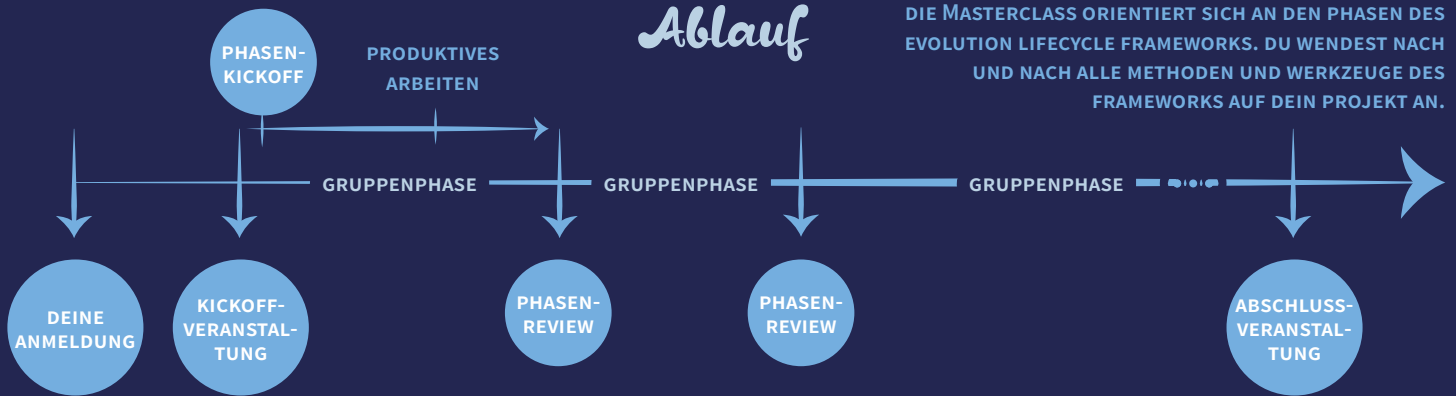 Ablauf
DIE MASTERCLASS ORIENTIERT SICH AN DEN PHASEN DES
EVOLUTION LIFECYCLE FRAMEWORKS. DU WENDEST NACH
UND NACH ALLE METHODEN UND WERKZEUGE DES
FRAMEWORKS AUF DEIN PROJEKT AN.
PHASEN-
KICKOFF
PRODUKTIVES
ARBEITEN
GRUPPENPHASE
GRUPPENPHASE
GRUPPENPHASE
DEINE
ANMELDUNG
KICKOFF-
VERANSTAL-
TUNG
PHASEN-
REVIEW
PHASEN-
REVIEW
ABSCHLUSS-
VERANSTAL-
TUNG